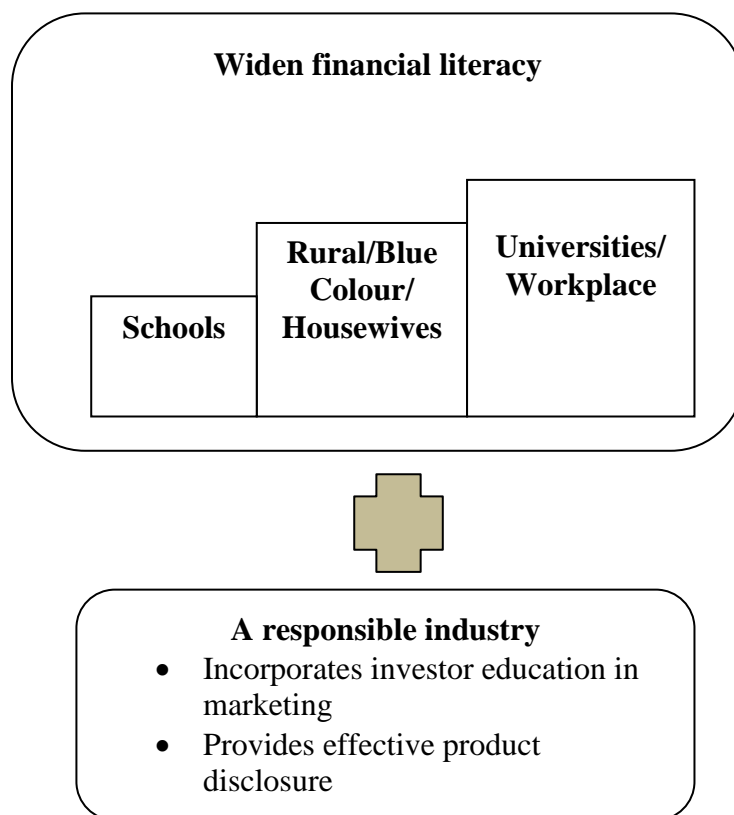 Widen financial literacy
Schools
Rural/Blue
Colour/
Housewives
Universities/
Workplace
A responsible industry
• Incorporates investor education in
marketing
• Provides effective product
disclosure